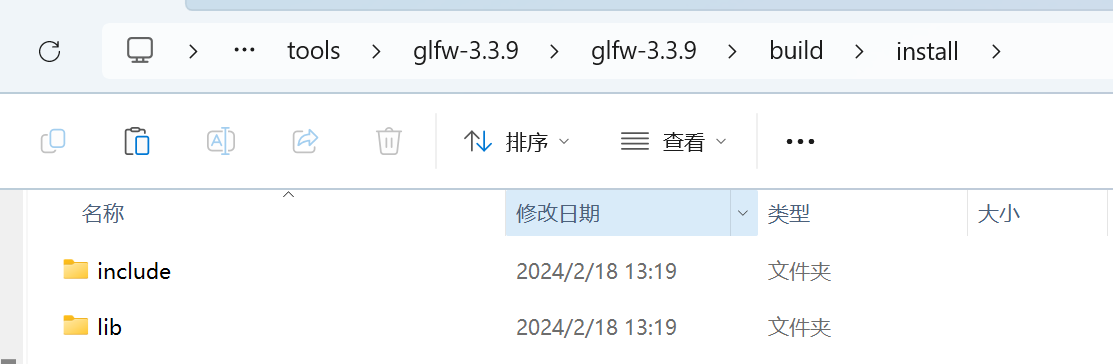 tools > glfw-3.3.9 > glfw-3.3.9 > build > install >
排序 查看
名称 修改日期 类型 大小
include 2024/2/18 13:19 文件夹
lib 2024/2/18 13:19 文件夹